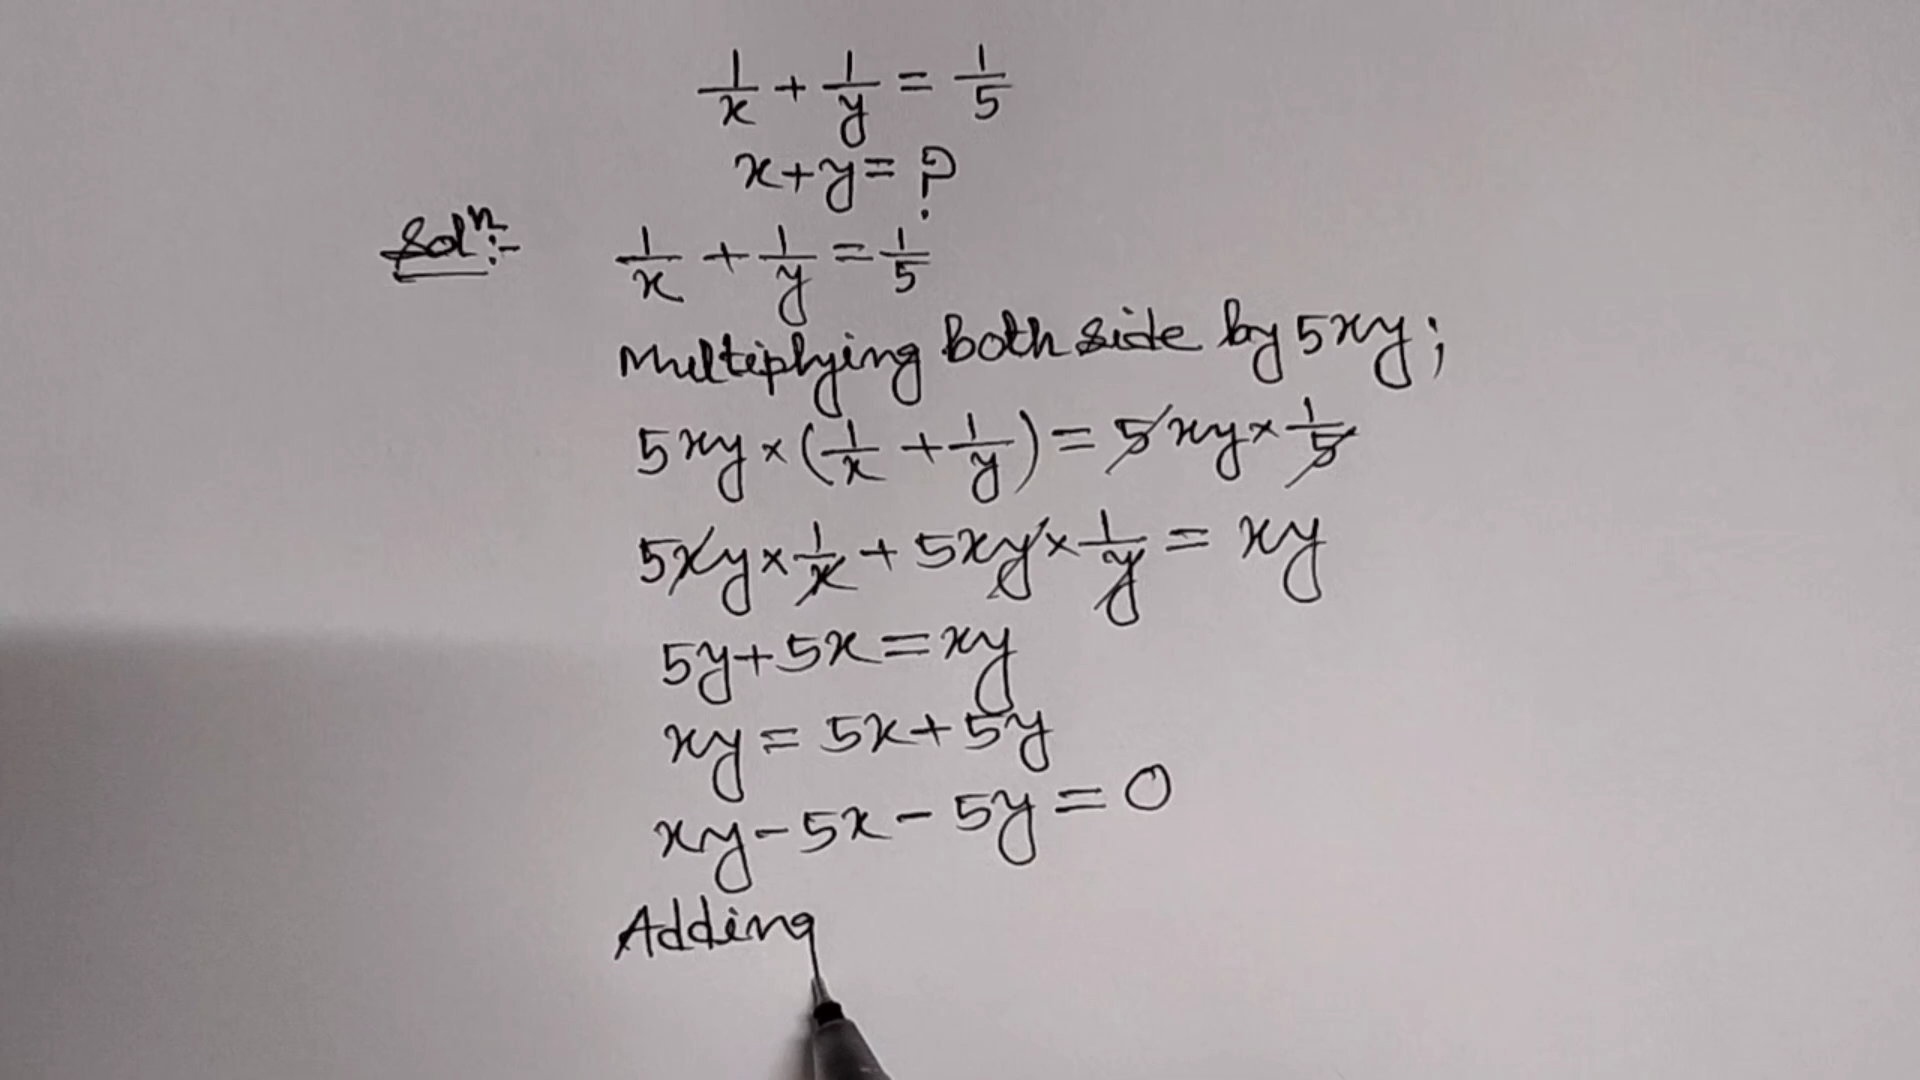 1/x + 1/y = 1/5
x+y= ?
Solⁿ:- 1/x + 1/y = 1/5
Multiplying both side by 5xy;
5xy × (1/x + 1/y) = 5xy × 1/5
5xy × 1/x + 5xy × 1/y = xy
5y+5x = xy
xy = 5x+5y
xy-5x-5y = 0
Adding